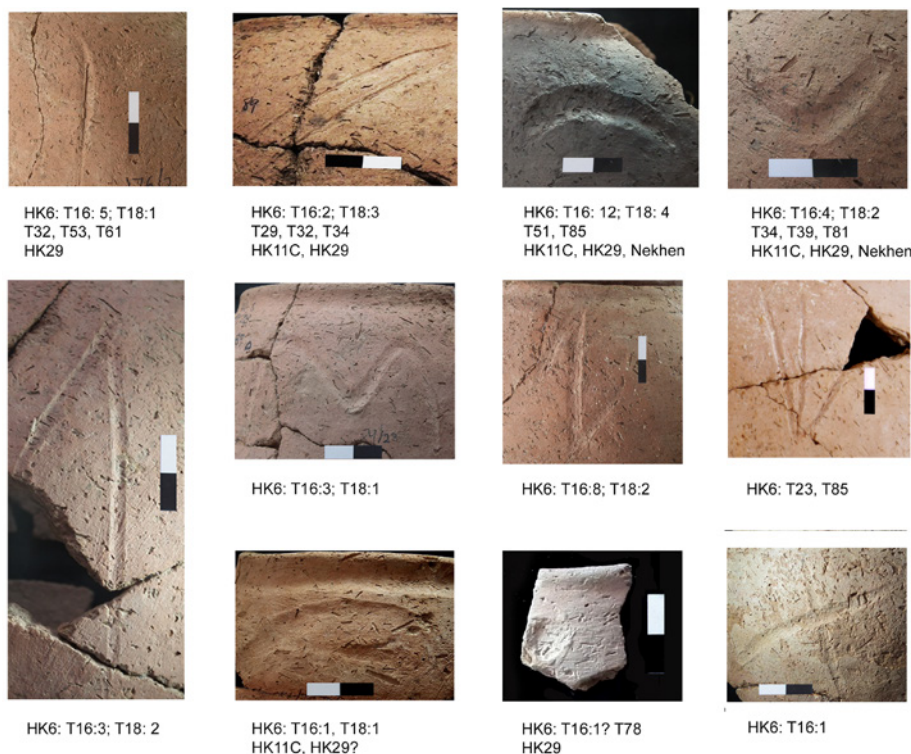 89
HK6: T16: 5; T18:1
T32, T53, T61
HK29
HK6: T16:2; T18:3
T29, T32, T34
HK11C, HK29
HK6: T16: 12; T18: 4
T51, T85
HK11C, HK29, Nekhen
HK6: T16:4; T18:2
T34, T39, T81
HK11C, HK29, Nekhen
HK6: T16:3; T18:1
HK6: T16:8; T18:2
HK6: T23, T85
HK6: T16:3; T18: 2
HK6: T16:1, T18:1
HK11C, HK29?
HK6: T16:1? T78
HK29
HK6: T16:1